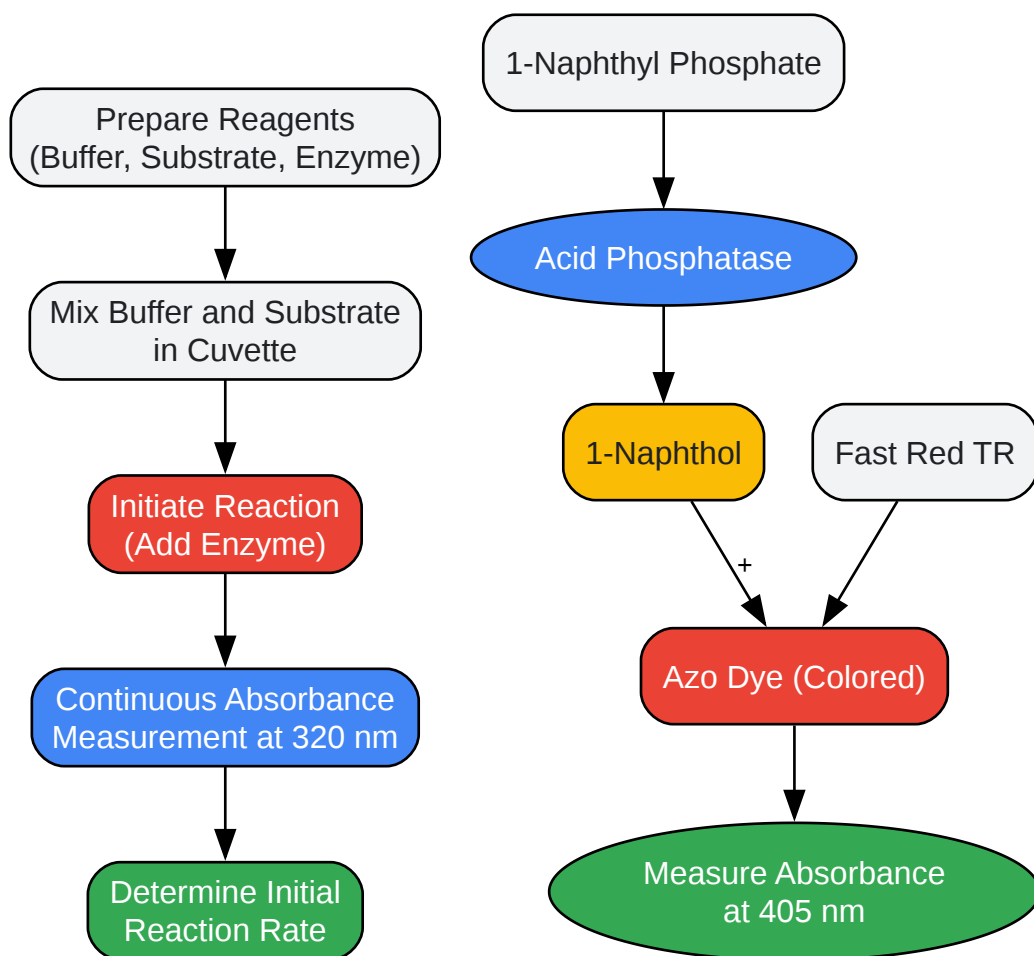 Prepare Reagents
(Buffer, Substrate, Enzyme)
Mix Buffer and Substrate
in Cuvette
Initiate Reaction
(Add Enzyme)
Continuous Absorbance
Measurement at 320 nm
Determine Initial
Reaction Rate
1-Naphthyl Phosphate
Acid Phosphatase
1-Naphthol
Fast Red TR
+
Azo Dye (Colored)
Measure Absorbance
at 405 nm